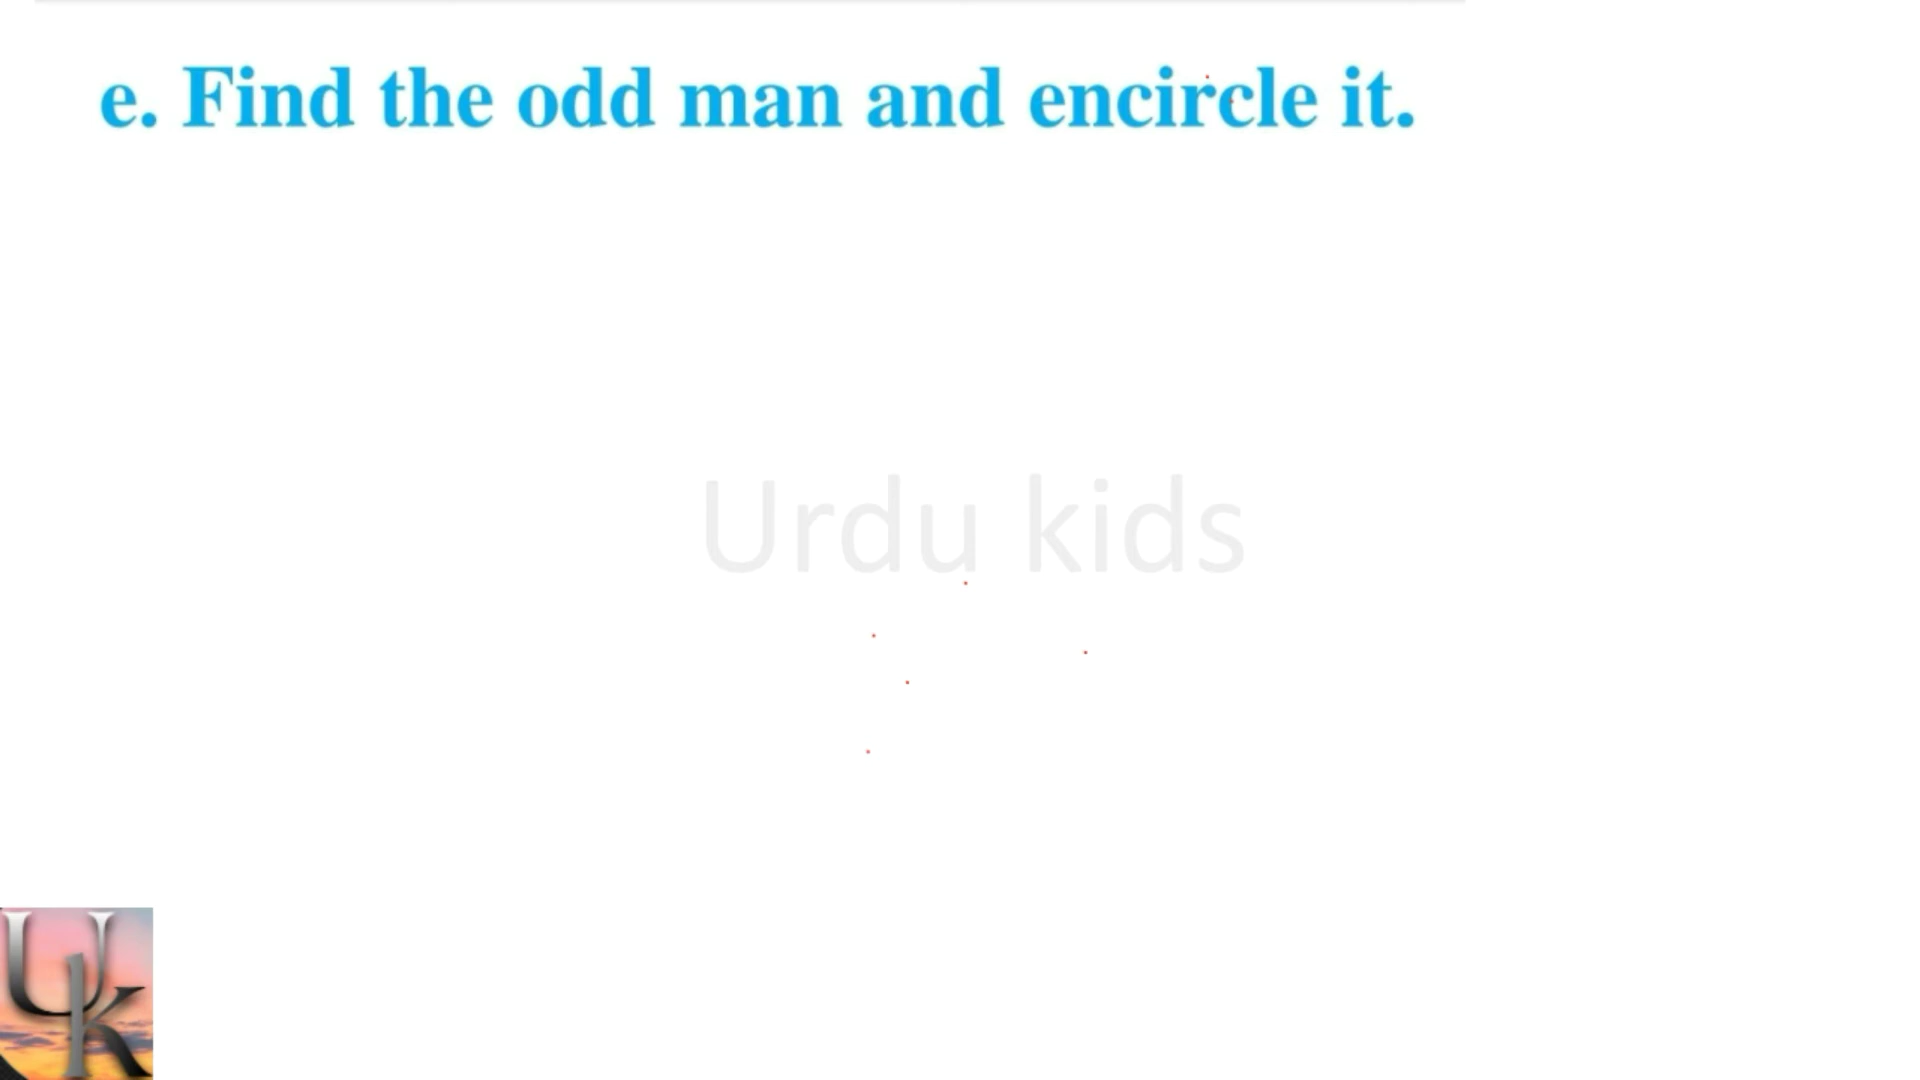 e. Find the odd man and encircle it.
Urdu kids
UK